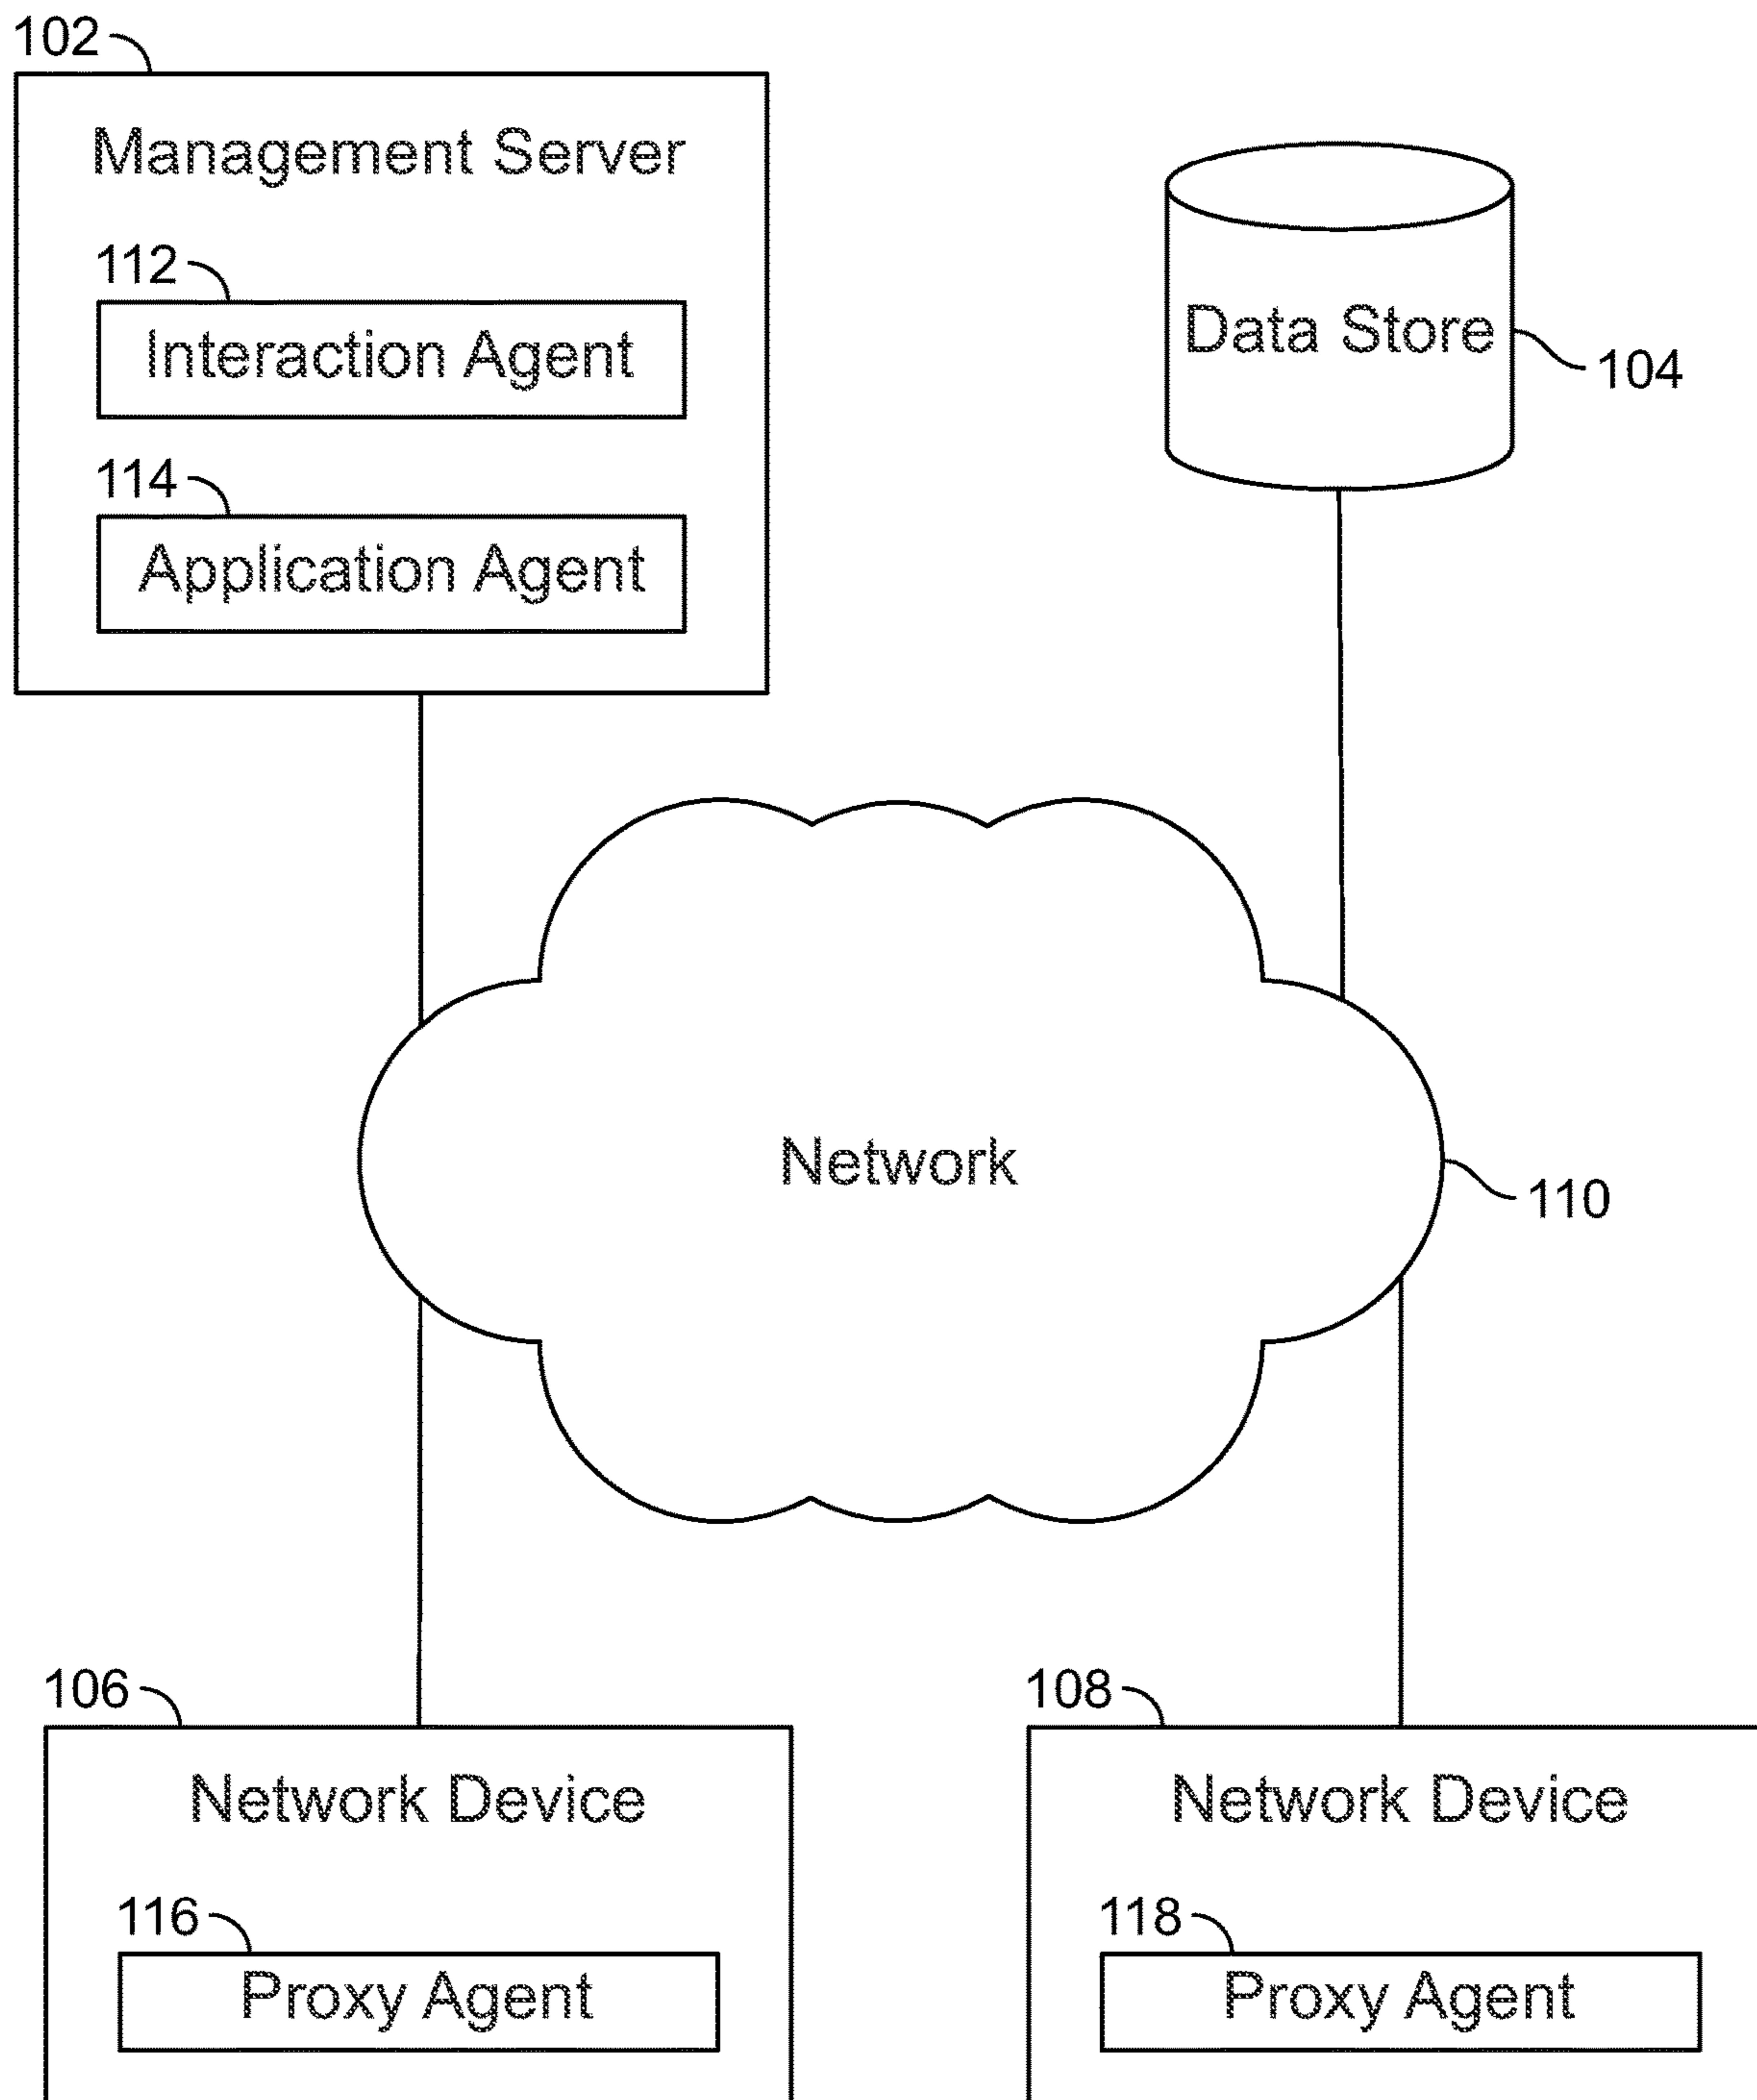 102
Management Server
112
Interaction Agent
114
Application Agent
Data Store
104
Network
110
106
Network Device
116
Proxy Agent
108
Network Device
118
Proxy Agent